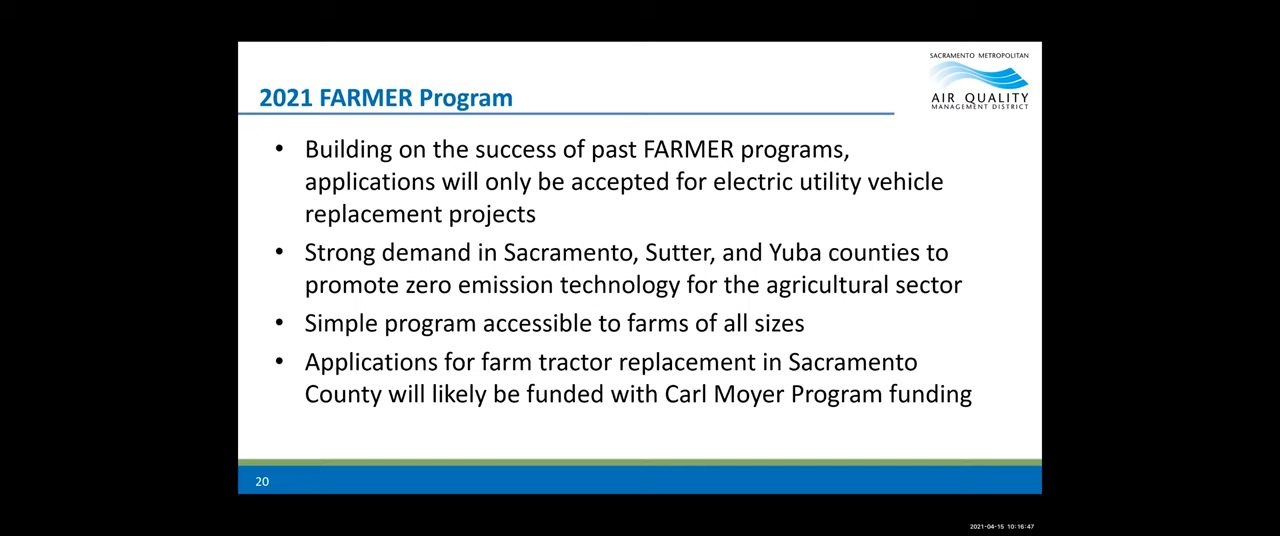 SACRAMENTO METROPOLITAN
AIR QUALITY
MANAGEMENT DISTRICT
2021 FARMER Program
• Building on the success of past FARMER programs,
applications will only be accepted for electric utility vehicle
replacement projects
• Strong demand in Sacramento, Sutter, and Yuba counties to
promote zero emission technology for the agricultural sector
• Simple program accessible to farms of all sizes
• Applications for farm tractor replacement in Sacramento
County will likely be funded with Carl Moyer Program funding
20
2021-04-15 10:16:47